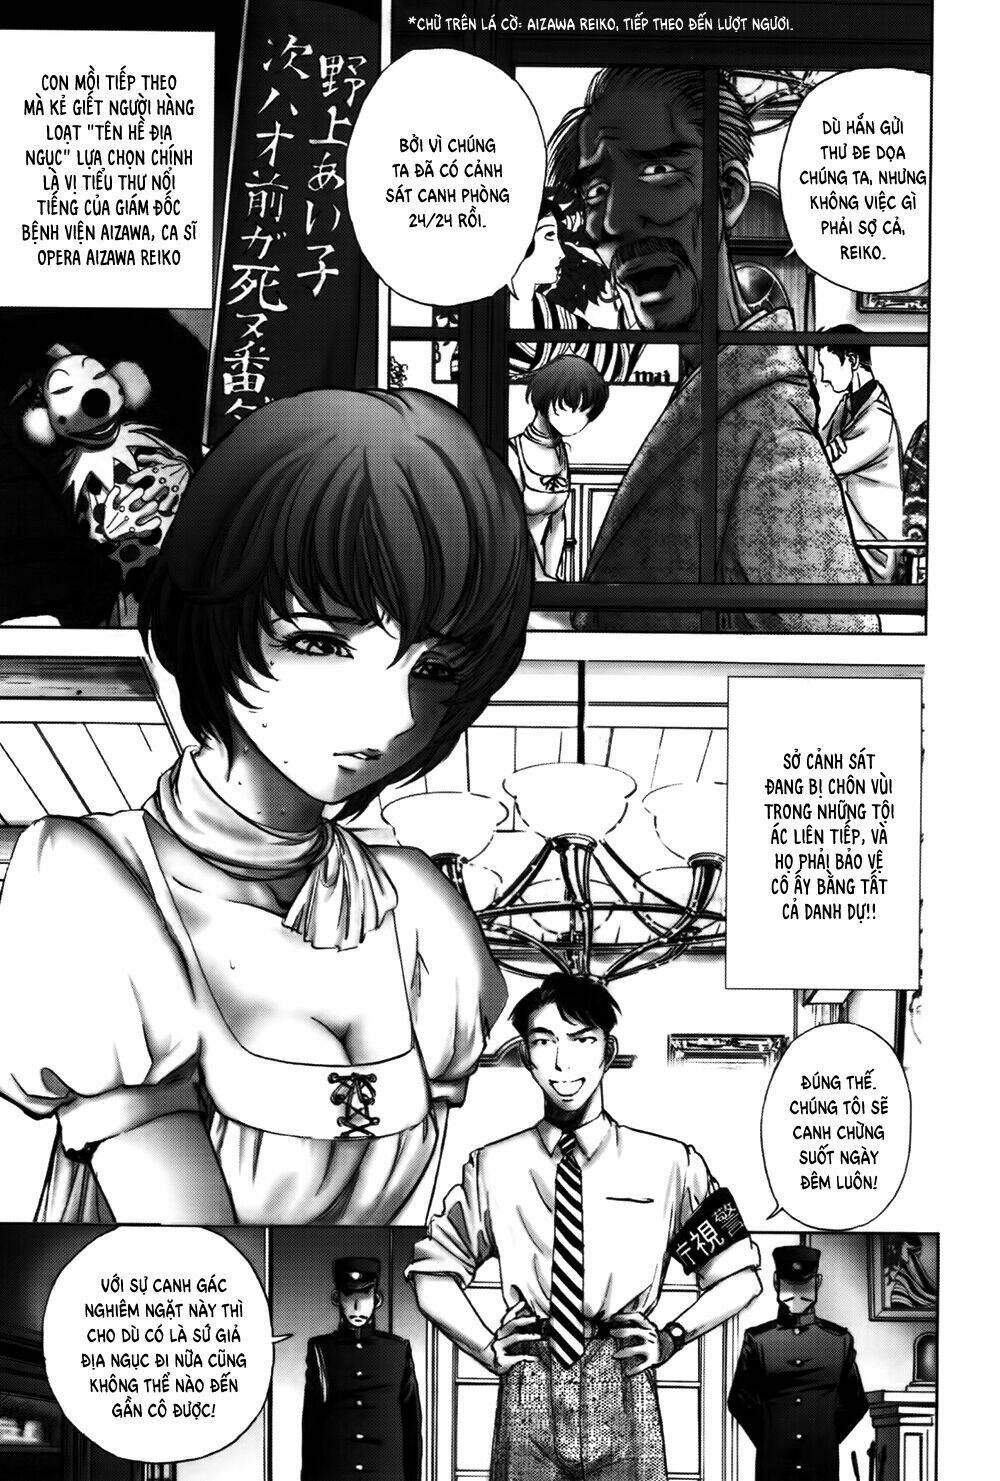 *CHỮ TRÊN LÁ CỜ: AIZAWA REIKO, TIẾP THEO ĐẾN LƯỢT NGƯƠI.
DÙ HẮN GỬI
THƯ ĐE DỌA
CHÚNG TA, NHƯNG
KHÔNG VIỆC GÌ
PHẢI SỢ CẢ,
REIKO.
BỞI VÌ CHÚNG
TA ĐÃ CÓ CẢNH
SÁT CANH PHÒNG
24/24 RỒI.
mai
野上あい子
次ハオ前ガ死ヌ番
CON MỒI TIẾP THEO
MÀ KẺ GIẾT NGƯỜI HÀNG
LOẠT "TÊN HỀ ĐỊA
NGỤC" LỰA CHỌN CHÍNH
LÀ VỊ TIỂU THƯ NỔI
TIẾNG CỦA GIÁM ĐỐC
BỆNH VIỆN AIZAWA, CA SĨ
OPERA AIZAWA REIKO
SỞ CẢNH SÁT
ĐANG BỊ CHÔN VÙI
TRONG NHỮNG TỘI
ÁC LIÊN TIẾP, VÀ
HỌ PHẢI BẢO VỆ
CÔ ẤY BẰNG TẤT
CẢ DANH DỰ!!
ĐÚNG THẾ.
CHÚNG TÔI SẼ
CANH CHỪNG
SUỐT NGÀY
ĐÊM LUÔN!
警視庁
VỚI SỰ CANH GÁC
NGHIÊM NGẶT NÀY THÌ
CHO DÙ CÓ LÀ SỨ GIẢ
ĐỊA NGỤC ĐI NỮA CŨNG
KHÔNG THỂ NÀO ĐẾN
GẦN CÔ ĐƯỢC!